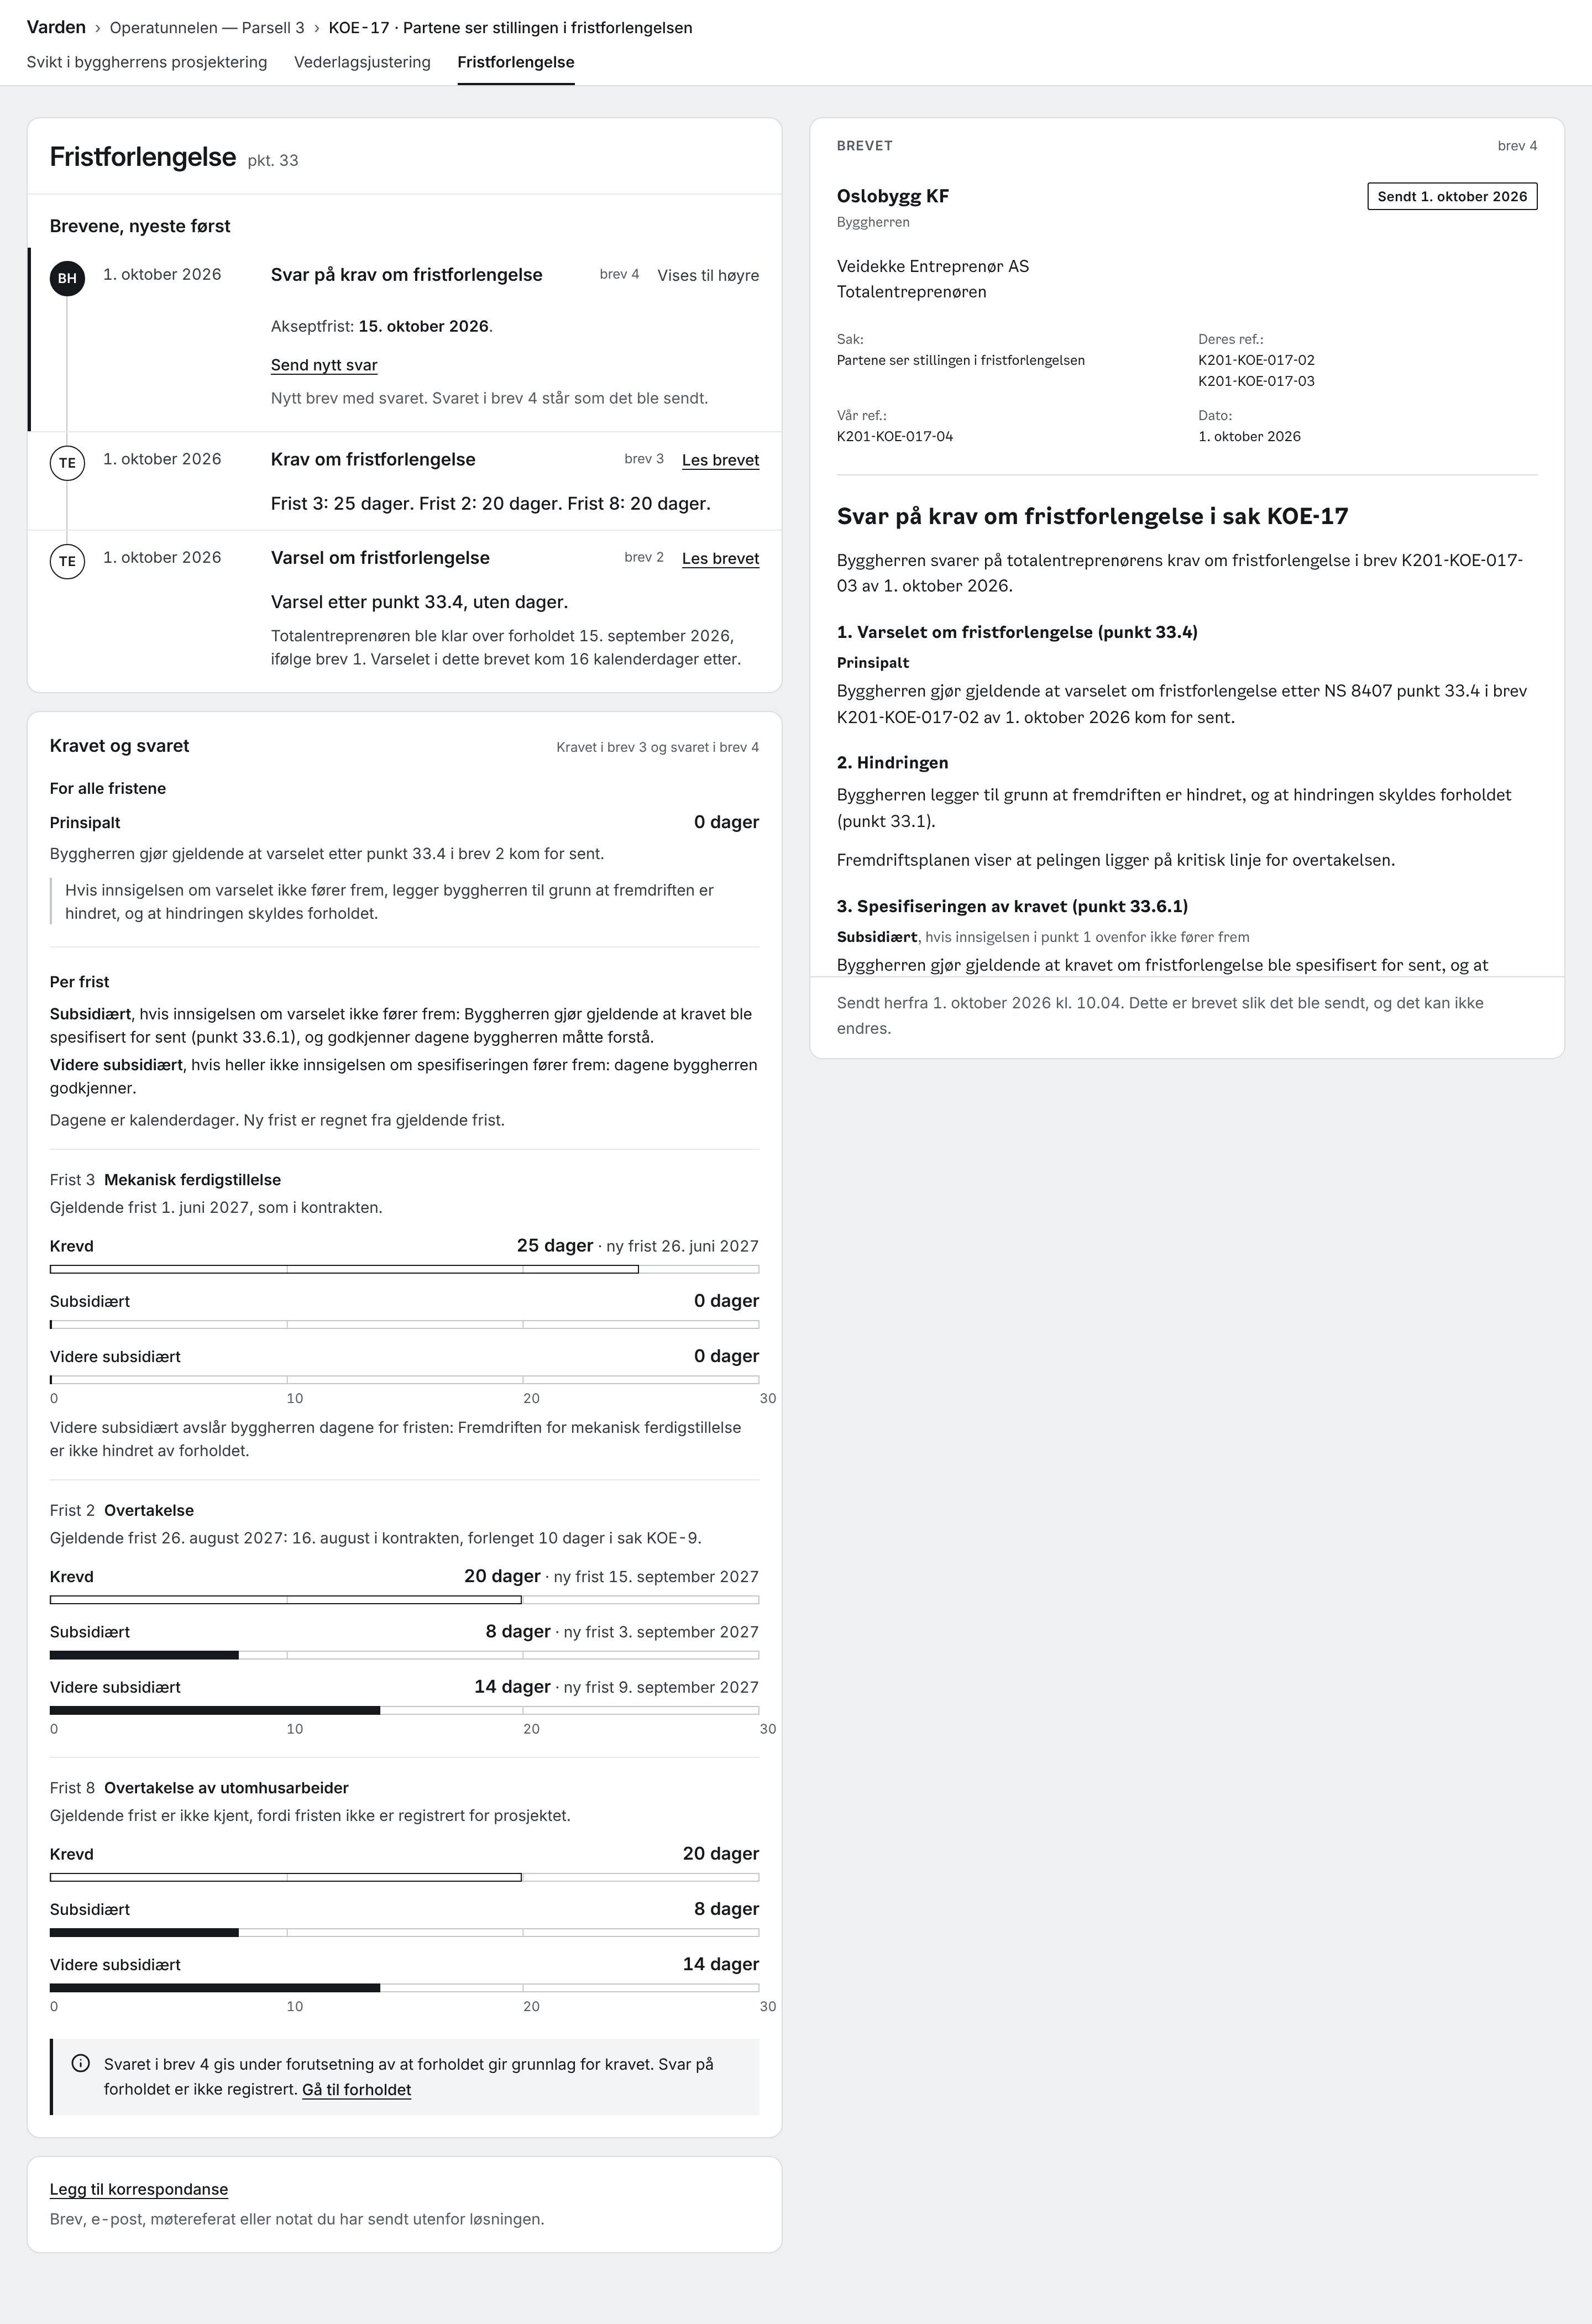 Varden › Operatunnelen — Parsell 3 › KOE-17 · Partene ser stillingen i fristforlengelsen
Svikt i byggherrens prosjektering Vederlagsjustering Fristforlengelse
Fristforlengelse pkt. 33
Brevene, nyeste først
BH 1. oktober 2026 Svar på krav om fristforlengelse brev 4 Vises til høyre
Akseptfrist: 15. oktober 2026.
Send nytt svar
Nytt brev med svaret. Svaret i brev 4 står som det ble sendt.
TE 1. oktober 2026 Krav om fristforlengelse brev 3 Les brevet
Frist 3: 25 dager. Frist 2: 20 dager. Frist 8: 20 dager.
TE 1. oktober 2026 Varsel om fristforlengelse brev 2 Les brevet
Varsel etter punkt 33.4, uten dager.
Totalentreprenøren ble klar over forholdet 15. september 2026,
ifølge brev 1. Varselet i dette brevet kom 16 kalenderdager etter.
Kravet og svaret Kravet i brev 3 og svaret i brev 4
For alle fristene
Prinsipalt 0 dager
Byggherren gjør gjeldende at varselet etter punkt 33.4 i brev 2 kom for sent.
Hvis innsigelsen om varselet ikke fører frem, legger byggherren til grunn at fremdriften er
hindret, og at hindringen skyldes forholdet.
Per frist
Subsidiært, hvis innsigelsen om varselet ikke fører frem: Byggherren gjør gjeldende at kravet ble
spesifisert for sent (punkt 33.6.1), og godkjenner dagene byggherren måtte forstå.
Videre subsidiært, hvis heller ikke innsigelsen om spesifiseringen fører frem: dagene byggherren
godkjenner.
Dagene er kalenderdager. Ny frist er regnet fra gjeldende frist.
Frist 3 Mekanisk ferdigstillelse
Gjeldende frist 1. juni 2027, som i kontrakten.
Krevd 25 dager · ny frist 26. juni 2027
Subsidiært 0 dager
Videre subsidiært 0 dager
0 10 20 30
Videre subsidiært avslår byggherren dagene for fristen: Fremdriften for mekanisk ferdigstillelse
er ikke hindret av forholdet.
Frist 2 Overtakelse
Gjeldende frist 26. august 2027: 16. august i kontrakten, forlenget 10 dager i sak KOE-9.
Krevd 20 dager · ny frist 15. september 2027
Subsidiært 8 dager · ny frist 3. september 2027
Videre subsidiært 14 dager · ny frist 9. september 2027
0 10 20 30
Frist 8 Overtakelse av utomhusarbeider
Gjeldende frist er ikke kjent, fordi fristen ikke er registrert for prosjektet.
Krevd 20 dager
Subsidiært 8 dager
Videre subsidiært 14 dager
0 10 20 30
Svaret i brev 4 gis under forutsetning av at forholdet gir grunnlag for kravet. Svar på
forholdet er ikke registrert. Gå til forholdet
Legg til korrespondanse
Brev, e-post, møtereferat eller notat du har sendt utenfor løsningen.
BREVET brev 4
Oslobygg KF Sendt 1. oktober 2026
Byggherren
Veidekke Entreprenør AS
Totalentreprenøren
Sak: Deres ref.:
Partene ser stillingen i fristforlengelsen K201-KOE-017-02
K201-KOE-017-03
Vår ref.: Dato:
K201-KOE-017-04 1. oktober 2026
Svar på krav om fristforlengelse i sak KOE-17
Byggherren svarer på totalentreprenørens krav om fristforlengelse i brev K201-KOE-017-
03 av 1. oktober 2026.
1. Varselet om fristforlengelse (punkt 33.4)
Prinsipalt
Byggherren gjør gjeldende at varselet om fristforlengelse etter NS 8407 punkt 33.4 i brev
K201-KOE-017-02 av 1. oktober 2026 kom for sent.
2. Hindringen
Byggherren legger til grunn at fremdriften er hindret, og at hindringen skyldes forholdet
(punkt 33.1).
Fremdriftsplanen viser at pelingen ligger på kritisk linje for overtakelsen.
3. Spesifiseringen av kravet (punkt 33.6.1)
Subsidiært, hvis innsigelsen i punkt 1 ovenfor ikke fører frem
Byggherren gjør gjeldende at kravet om fristforlengelse ble spesifisert for sent, og at
Sendt herfra 1. oktober 2026 kl. 10.04. Dette er brevet slik det ble sendt, og det kan ikke
endres.